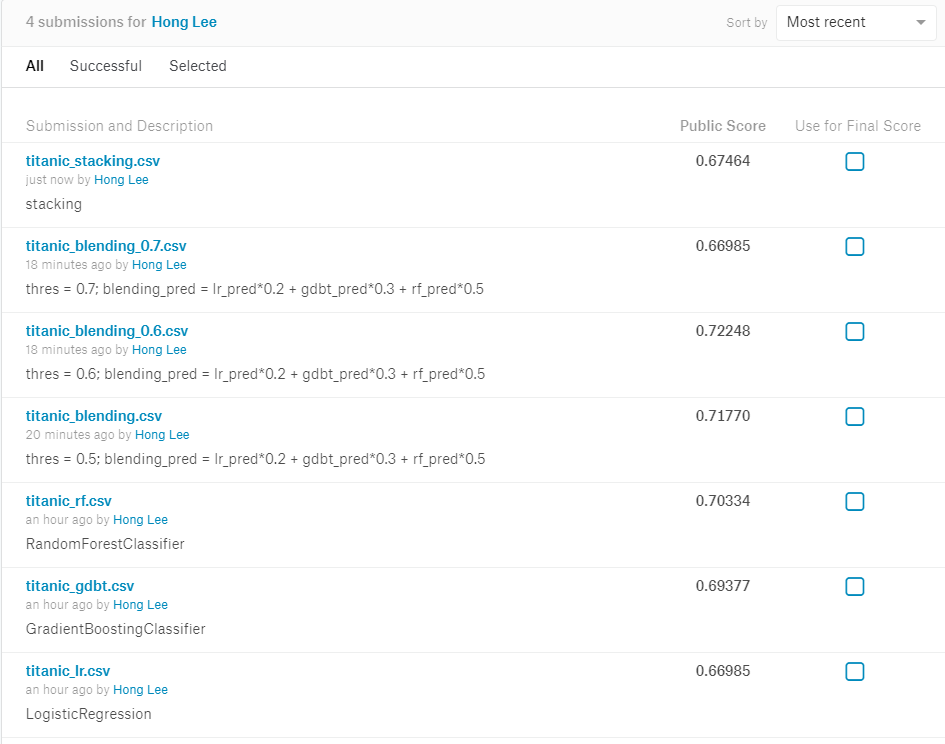 4 submissions for Hong Lee
Sort by Most recent
All Successful Selected
Submission and Description Public Score Use for Final Score
titanic_stacking.csv 0.67464
just now by Hong Lee
stacking
titanic_blending_0.7.csv 0.66985
18 minutes ago by Hong Lee
thres = 0.7; blending_pred = lr_pred*0.2 + gdbt_pred*0.3 + rf_pred*0.5
titanic_blending_0.6.csv 0.72248
18 minutes ago by Hong Lee
thres = 0.6; blending_pred = lr_pred*0.2 + gdbt_pred*0.3 + rf_pred*0.5
titanic_blending.csv 0.71770
20 minutes ago by Hong Lee
thres = 0.5; blending_pred = lr_pred*0.2 + gdbt_pred*0.3 + rf_pred*0.5
titanic_rf.csv 0.70334
an hour ago by Hong Lee
RandomForestClassifier
titanic_gdbt.csv 0.69377
an hour ago by Hong Lee
GradientBoostingClassifier
titanic_lr.csv 0.66985
an hour ago by Hong Lee
LogisticRegression